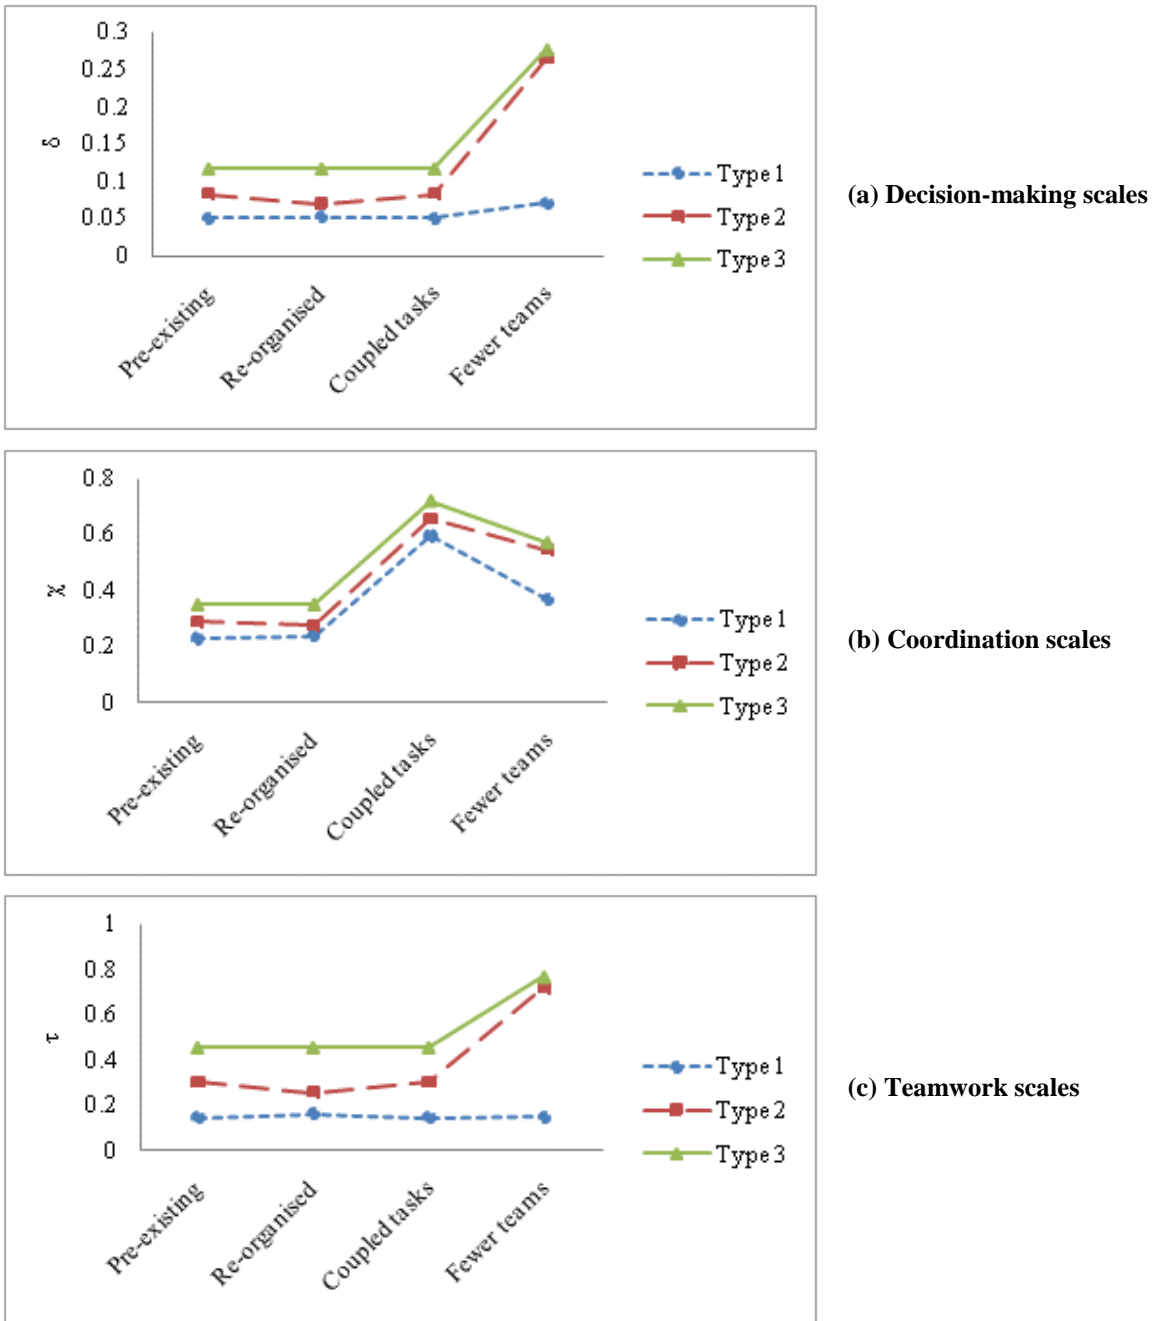 0.3
0.25
0.2
0.15
0.1
0.05
0
δ
Pre-existing
Re-organised
Coupled tasks
Fewer teams
Type 1
Type 2
Type 3
(a) Decision-making scales
0.8
0.6
0.4
0.2
0
χ
Pre-existing
Re-organised
Coupled tasks
Fewer teams
Type 1
Type 2
Type 3
(b) Coordination scales
1
0.8
0.6
0.4
0.2
0
τ
Pre-existing
Re-organised
Coupled tasks
Fewer teams
Type 1
Type 2
Type 3
(c) Teamwork scales